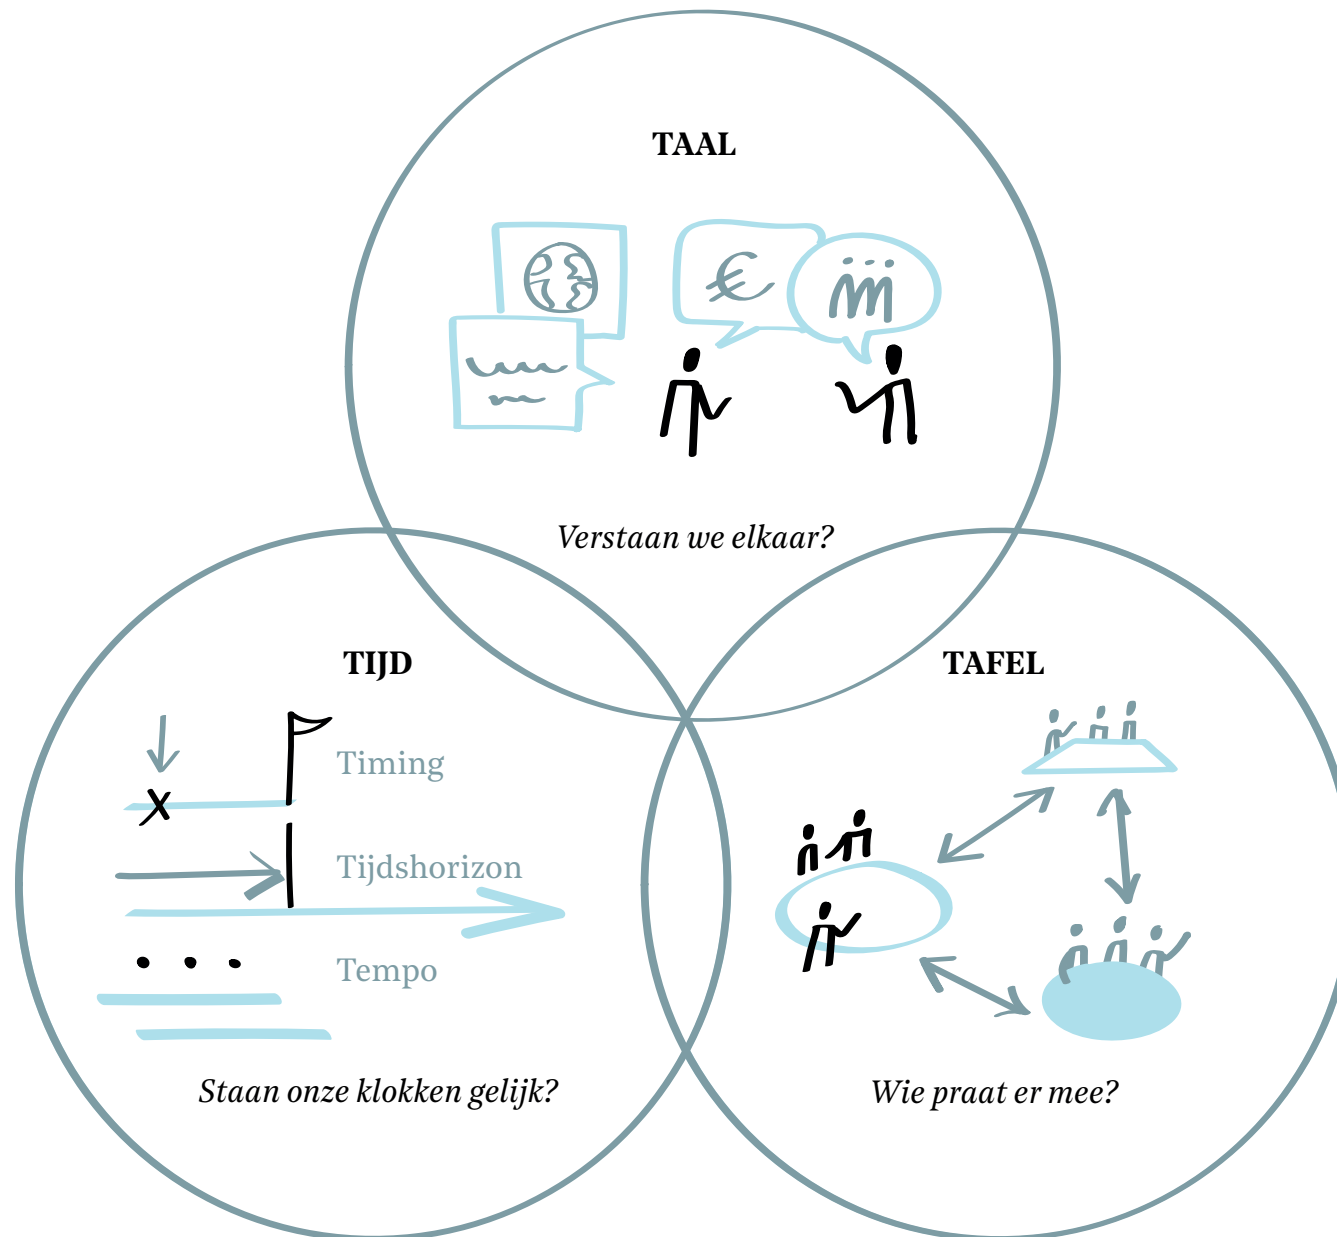 TAAL
Verstaan we elkaar?
TIJD
Timing
Tijdshorizon
Tempo
Staan onze klokken gelijk?
TAFEL
Wie praat er mee?